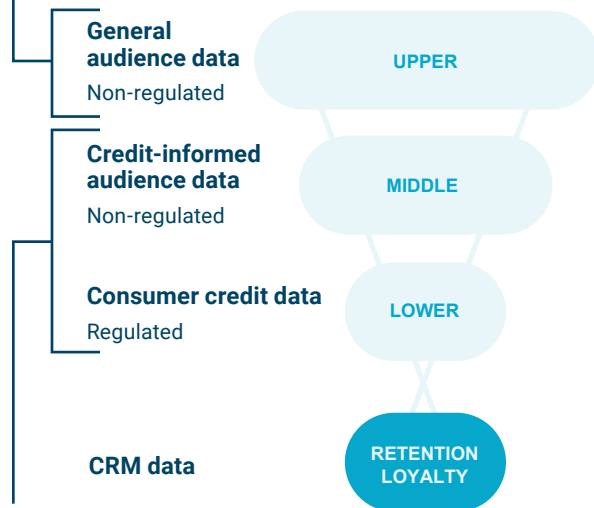 General
audience data
Non-regulated
UPPER
Credit-informed
audience data
Non-regulated
MIDDLE
Consumer credit data
Regulated
LOWER
CRM data
RETENTION
LOYALTY